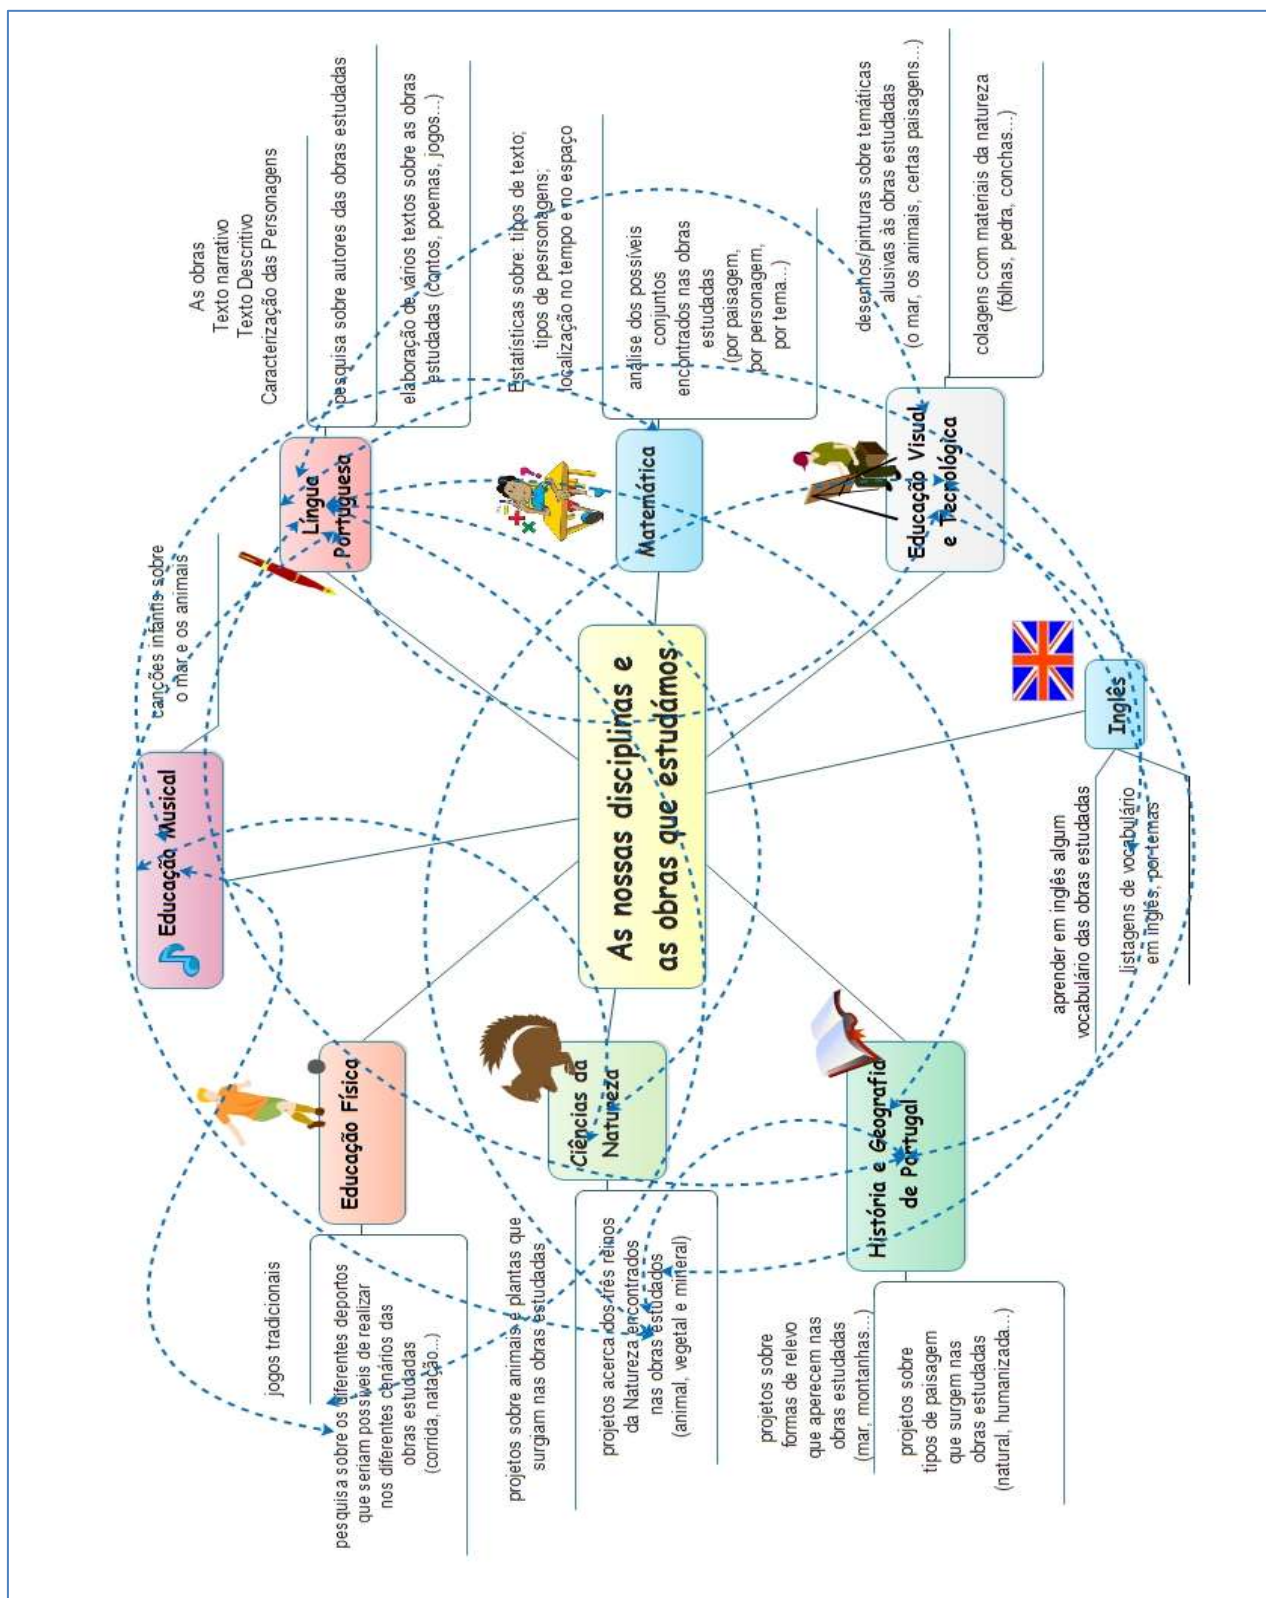 As nossas disciplinas e
as obras que estudámos
Língua
Portuguesa
As obras
Texto narrativo
Texto Descritivo
Caracterização das Personagens
pesquisa sobre autores das obras estudadas
elaboração de vários textos sobre as obras
estudadas (contos, poemas, jogos...)
Matemática
Estatísticas sobre: tipos de texto;
tipos de pesrsonagens;
localização no tempo e no espaço
análise dos possíveis
conjuntos
encontrados nas obras
estudadas
(por paisagem,
por personagem,
por tema...)
Educação Visual
e Tecnológica
desenhos/pinturas sobre temáticas
alusivas às obras estudadas
(o mar, os animais, certas paisagens...)
colagens com materiais da natureza
(folhas, pedra, conchas...)
Inglês
aprender em inglês algum
vocabulário das obras estudadas
listagens de vocabulário
em inglês, por temas
História e Geografia
de Portugal
projetos sobre
formas de relevo
que aperecem nas
obras estudadas
(mar, montanhas...)
projetos sobre
tipos de paisagem
que surgem nas
obras estudadas
(natural, humanizada...)
Ciências da
Natureza
projetos sobre animais e plantas que
surgiam nas obras estudadas
projetos acerca dos três reinos
da Natureza encontrados
nas obras estudados
(animal, vegetal e mineral)
Educação Física
jogos tradicionais
pesquisa sobre os diferentes deportos
que seriam possíveis de realizar
nos diferentes cenários das
obras estudadas
(corrida, natação...)
Educação Musical
canções infantis sobre
o mar e os animais